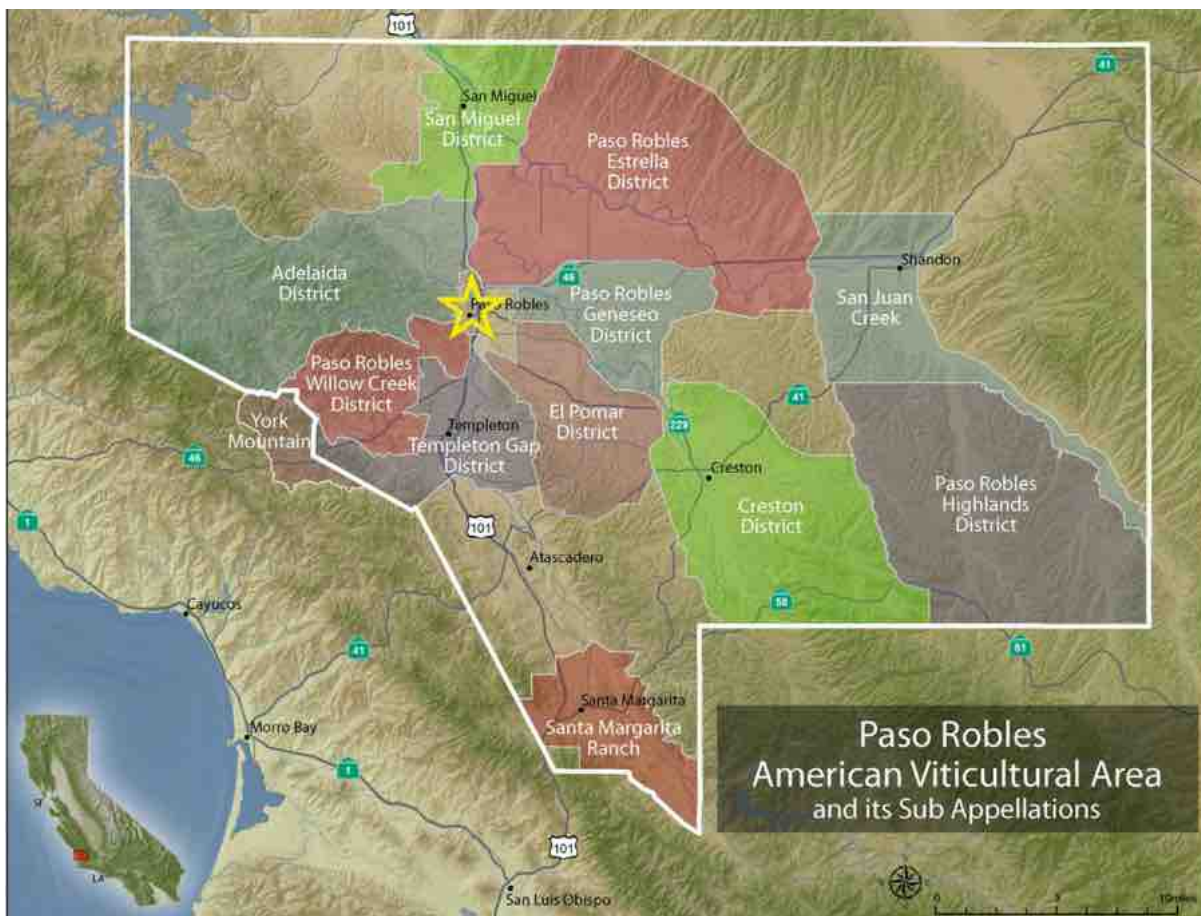 101
41
San Miguel
San Miguel
District
Paso Robles
Estrella
District
Adelaida
District
46
Shandon
Paso Robles
Paso Robles
Geneseo
District
San Juan
Creek
Paso Robles
Willow Creek
District
York
Mountain
El Pomar
District
41
229
Templeton
Templeton Gap
District
46
Creston
Creston
District
Paso Robles
Highlands
District
1
101
Atascadero
Cayucos
58
41
61
Santa Margarita
Santa Margarita
Ranch
Morro Bay
1
Paso Robles
American Viticultural Area
and its Sub Appellations
SF
LA
101
San Luis Obispo
0
10miles